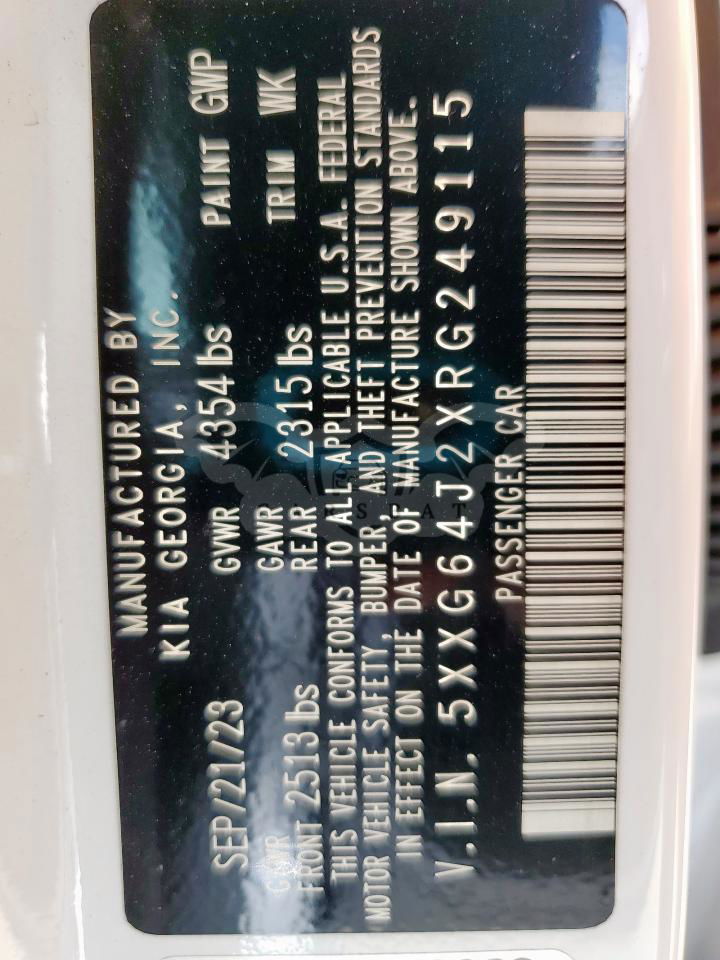 MANUFACTURED BY
KIA GEORGIA, INC.
SEP/21/23 GVWR 4354 lbs PAINT GWP
GAWR GAWR TRIM WK
FRONT 2513 lbs REAR 2315 lbs
THIS VEHICLE CONFORMS TO ALL APPLICABLE U.S.A. FEDERAL
MOTOR VEHICLE SAFETY, BUMPER, AND THEFT PREVENTION STANDARDS
IN EFFECT ON THE DATE OF MANUFACTURE SHOWN ABOVE.
V.I.N. 5XXG64J2XRG249115
PASSENGER CAR